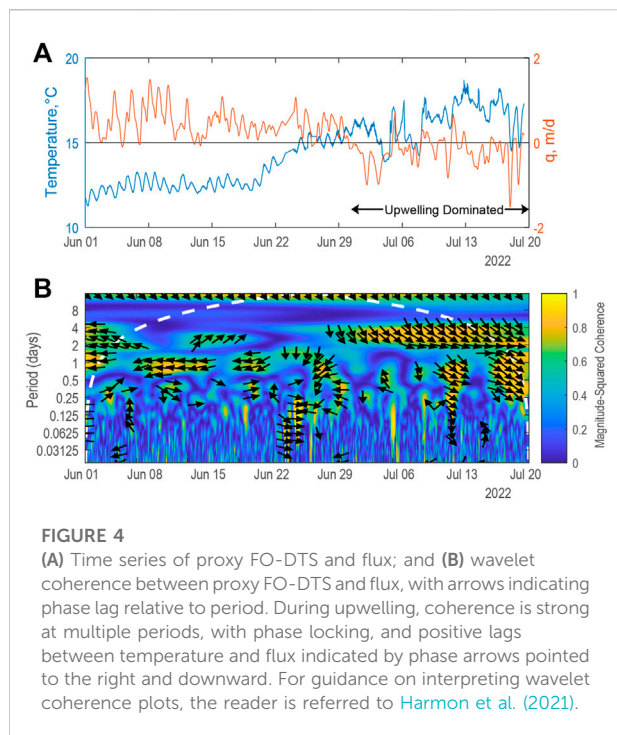 A
20
15
10
Temperature,°C
2
0
-2
q, m/d
Upwelling Dominated
Jun 01 Jun 08 Jun 15 Jun 22 Jun 29 Jul 06 Jul 13 Jul 20
2022
B
8
4
2
1
0.5
0.25
0.125
0.0625
0.03125
Period (days)
1
0.8
0.6
0.4
0.2
0
Magnitude-Squared Coherence
Jun 01 Jun 08 Jun 15 Jun 22 Jun 29 Jul 06 Jul 13 Jul 20
2022
FIGURE 4
(A) Time series of proxy FO-DTS and flux; and (B) wavelet
coherence between proxy FO-DTS and flux, with arrows indicating
phase lag relative to period. During upwelling, coherence is strong
at multiple periods, with phase locking, and positive lags
between temperature and flux indicated by phase arrows pointed
to the right and downward. For guidance on interpreting wavelet
coherence plots, the reader is referred to Harmon et al. (2021).